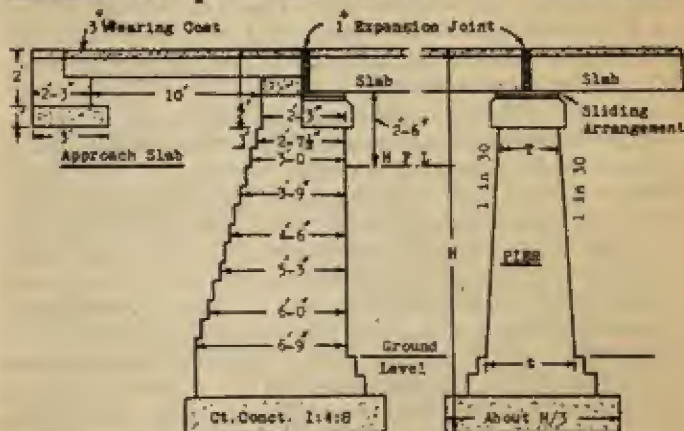 3" Wearing Coat
1" Expansion Joint
2'
Slab
Slab
2'-3"
10'
2'-3"
2'-6"
Sliding
Arrangement
3'
Approach Slab
2'-7½"
H F L
3'-0
T
1 in 30
1 in 30
3'-9"
4'-6"
H
5'-3"
PIER
6'-0"
6'-9"
Ground
Level
t
Ct.Conct. 1:4:8
About H/3